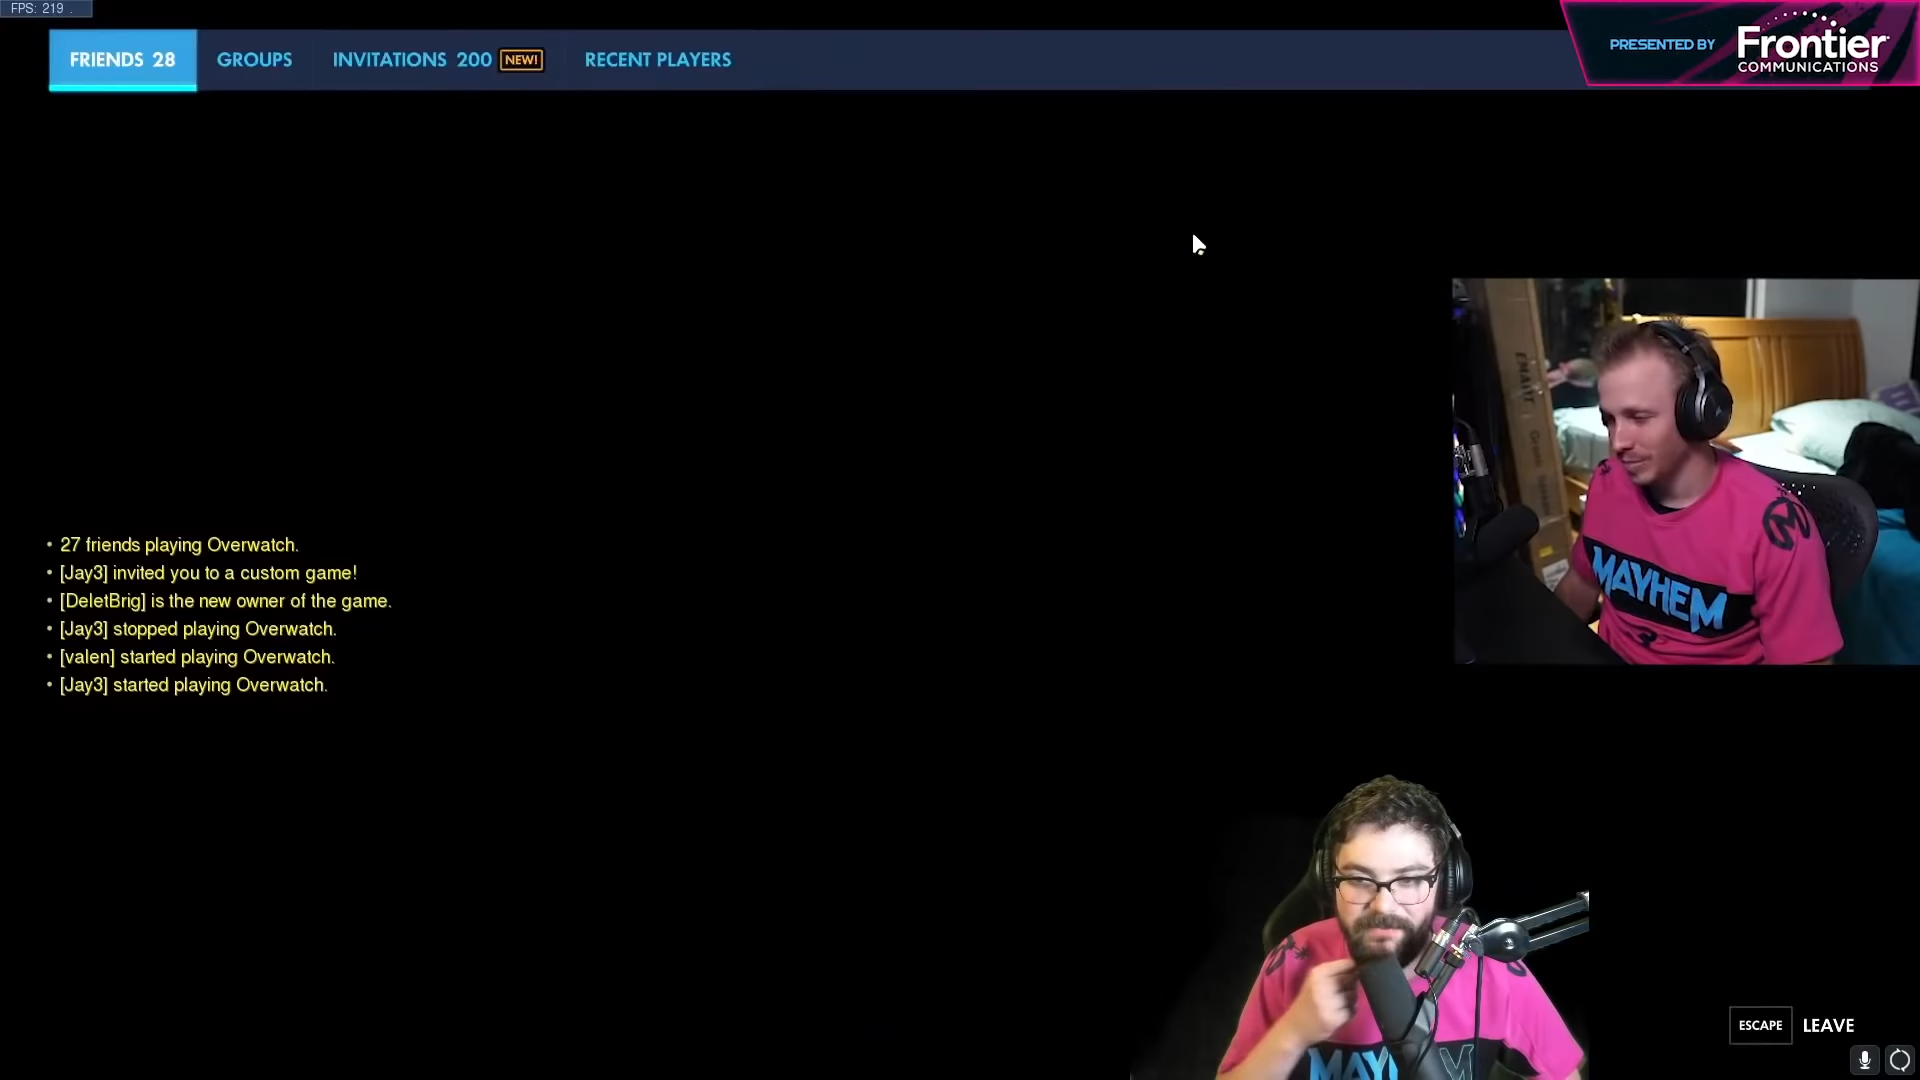 FPS: 219 .
FRIENDS 28
GROUPS
INVITATIONS 200 NEW!
RECENT PLAYERS
PRESENTED BY
Frontier
COMMUNICATIONS
• 27 friends playing Overwatch.
• [Jay3] invited you to a custom game!
• [DeletBrig] is the new owner of the game.
• [Jay3] stopped playing Overwatch.
• [valen] started playing Overwatch.
• [Jay3] started playing Overwatch.
MAYHEM
ESCAPE LEAVE